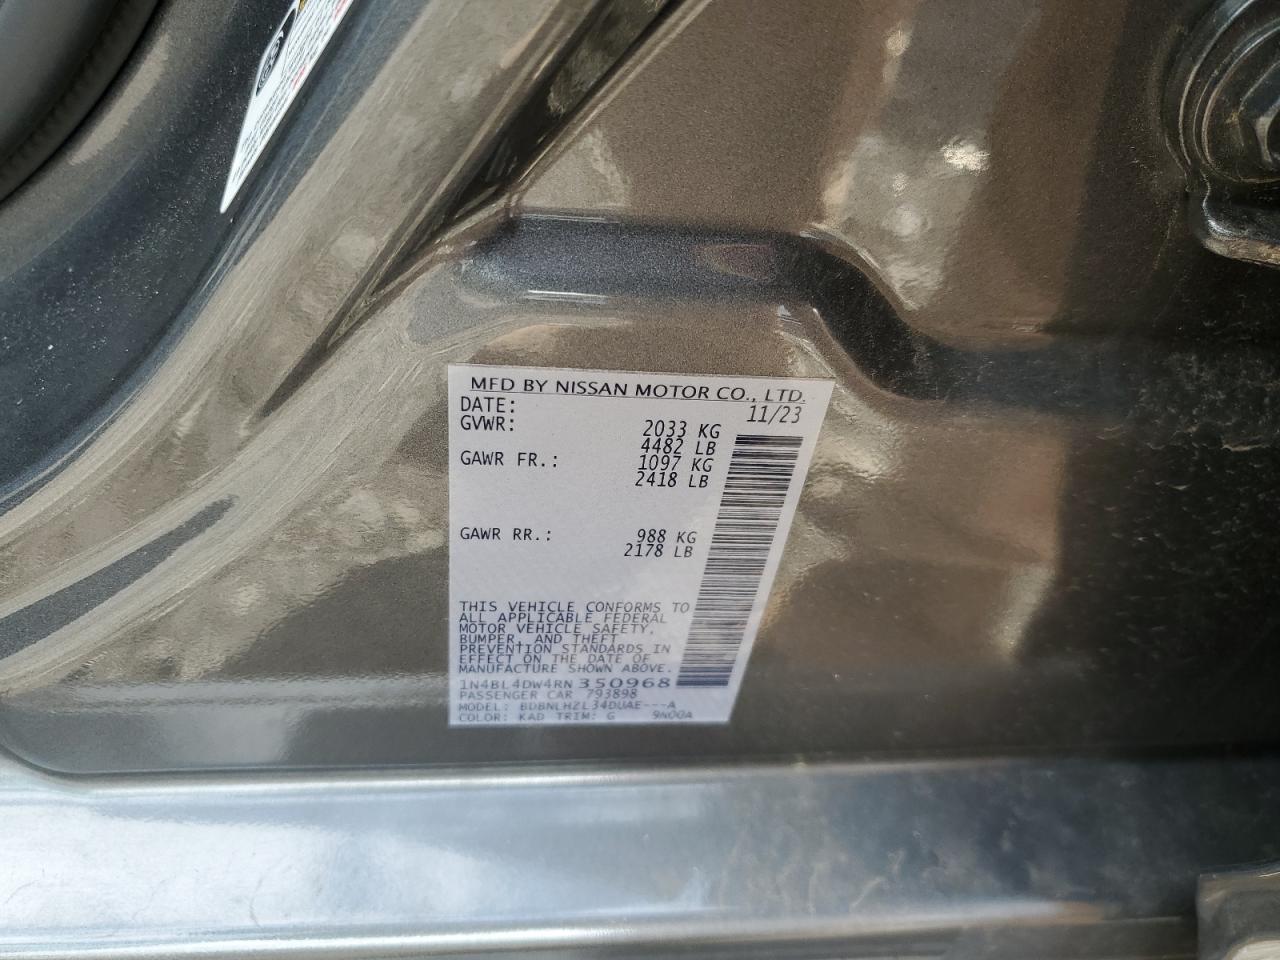 MFD BY NISSAN MOTOR CO., LTD.
DATE: 11/23
GVWR: 2033 KG
4482 LB
GAWR FR.: 1097 KG
2418 LB
GAWR RR.: 988 KG
2178 LB
THIS VEHICLE CONFORMS TO
ALL APPLICABLE FEDERAL
MOTOR VEHICLE SAFETY,
BUMPER, AND THEFT
PREVENTION STANDARDS IN
EFFECT ON THE DATE OF
MANUFACTURE SHOWN ABOVE.
1N4BL4DW4RN350968
PASSENGER CAR 793898
MODEL: BDBNLHZL34DUAE---A
COLOR: KAD TRIM: G 9N00A